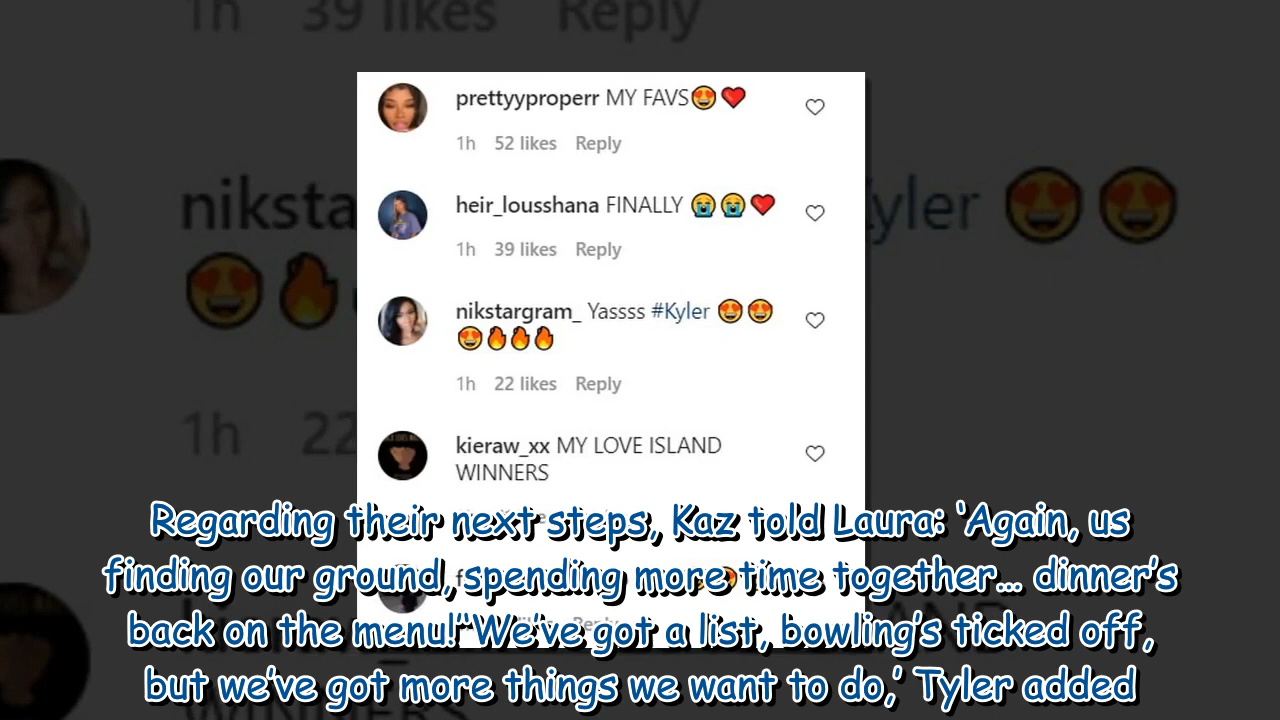 1h 39 likes Reply
prettyyproperr MY FAVS😍❤️
1h 52 likes Reply
heir_lousshana FINALLY 😭😭❤️
1h 39 likes Reply
nikstargram_ Yassss #Kyler 😍😍
😍🔥🔥🔥
1h 22 likes Reply
kieraw_xx MY LOVE ISLAND
WINNERS
Regarding their next steps, Kaz told Laura: 'Again, us
finding our ground, spending more time together... dinner's
back on the menu!''We've got a list, bowling's ticked off,
but we've got more things we want to do,' Tyler added